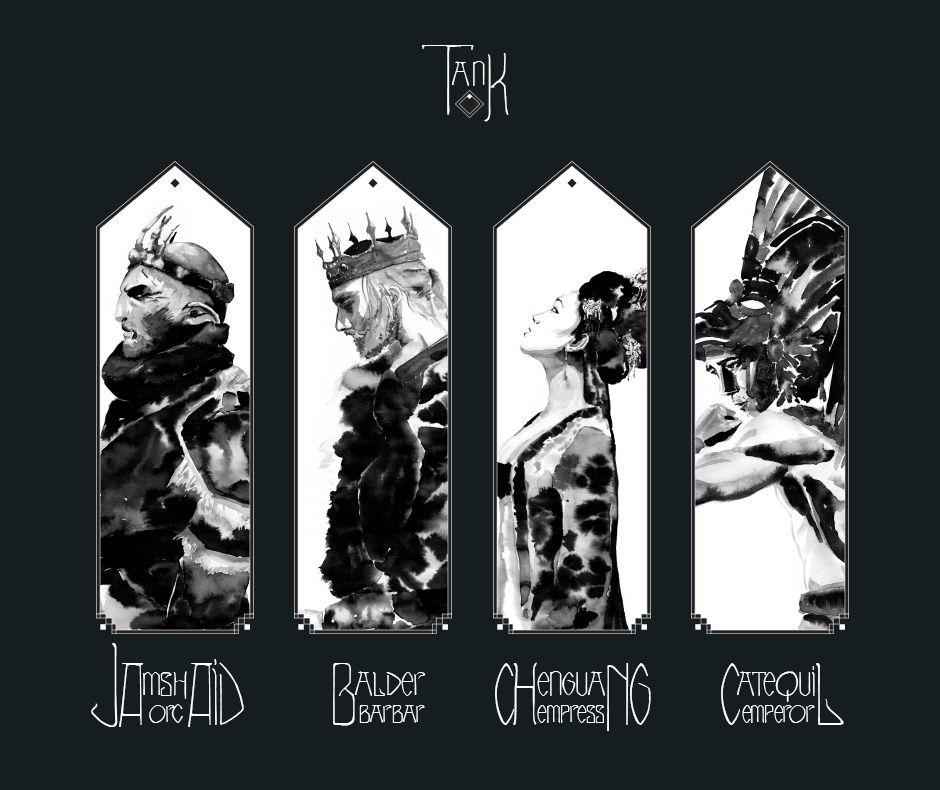 Tank
JAmshAiD
orc
BALDer
BArBAr
CHenGUANG
empress
CATeQuiL
emperor